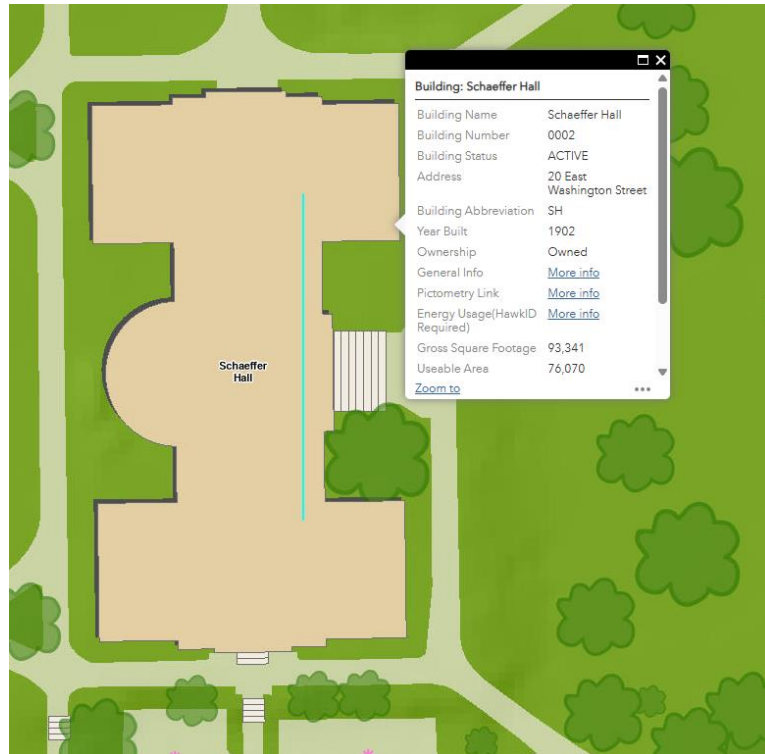 Building: Schaeffer Hall
Building Name Schaeffer Hall
Building Number 0002
Building Status ACTIVE
Address 20 East
Washington Street
Building Abbreviation SH
Year Built 1902
Ownership Owned
General Info More info
Pictometry Link More info
Energy Usage(HawkID More info
Required)
Gross Square Footage 93,341
Useable Area 76,070
Zoom to
Schaeffer
Hall